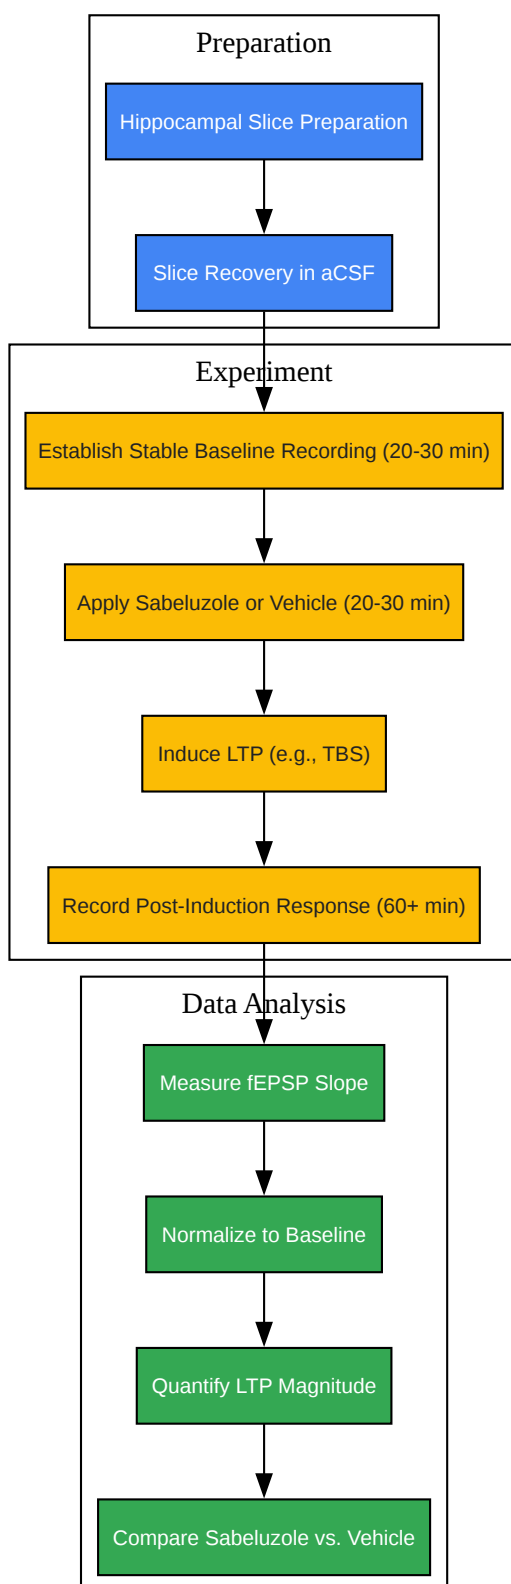 Preparation
Hippocampal Slice Preparation
Slice Recovery in aCSF
Experiment
Establish Stable Baseline Recording (20-30 min)
Apply Sabeluzole or Vehicle (20-30 min)
Induce LTP (e.g., TBS)
Record Post-Induction Response (60+ min)
Data Analysis
Measure fEPSP Slope
Normalize to Baseline
Quantify LTP Magnitude
Compare Sabeluzole vs. Vehicle